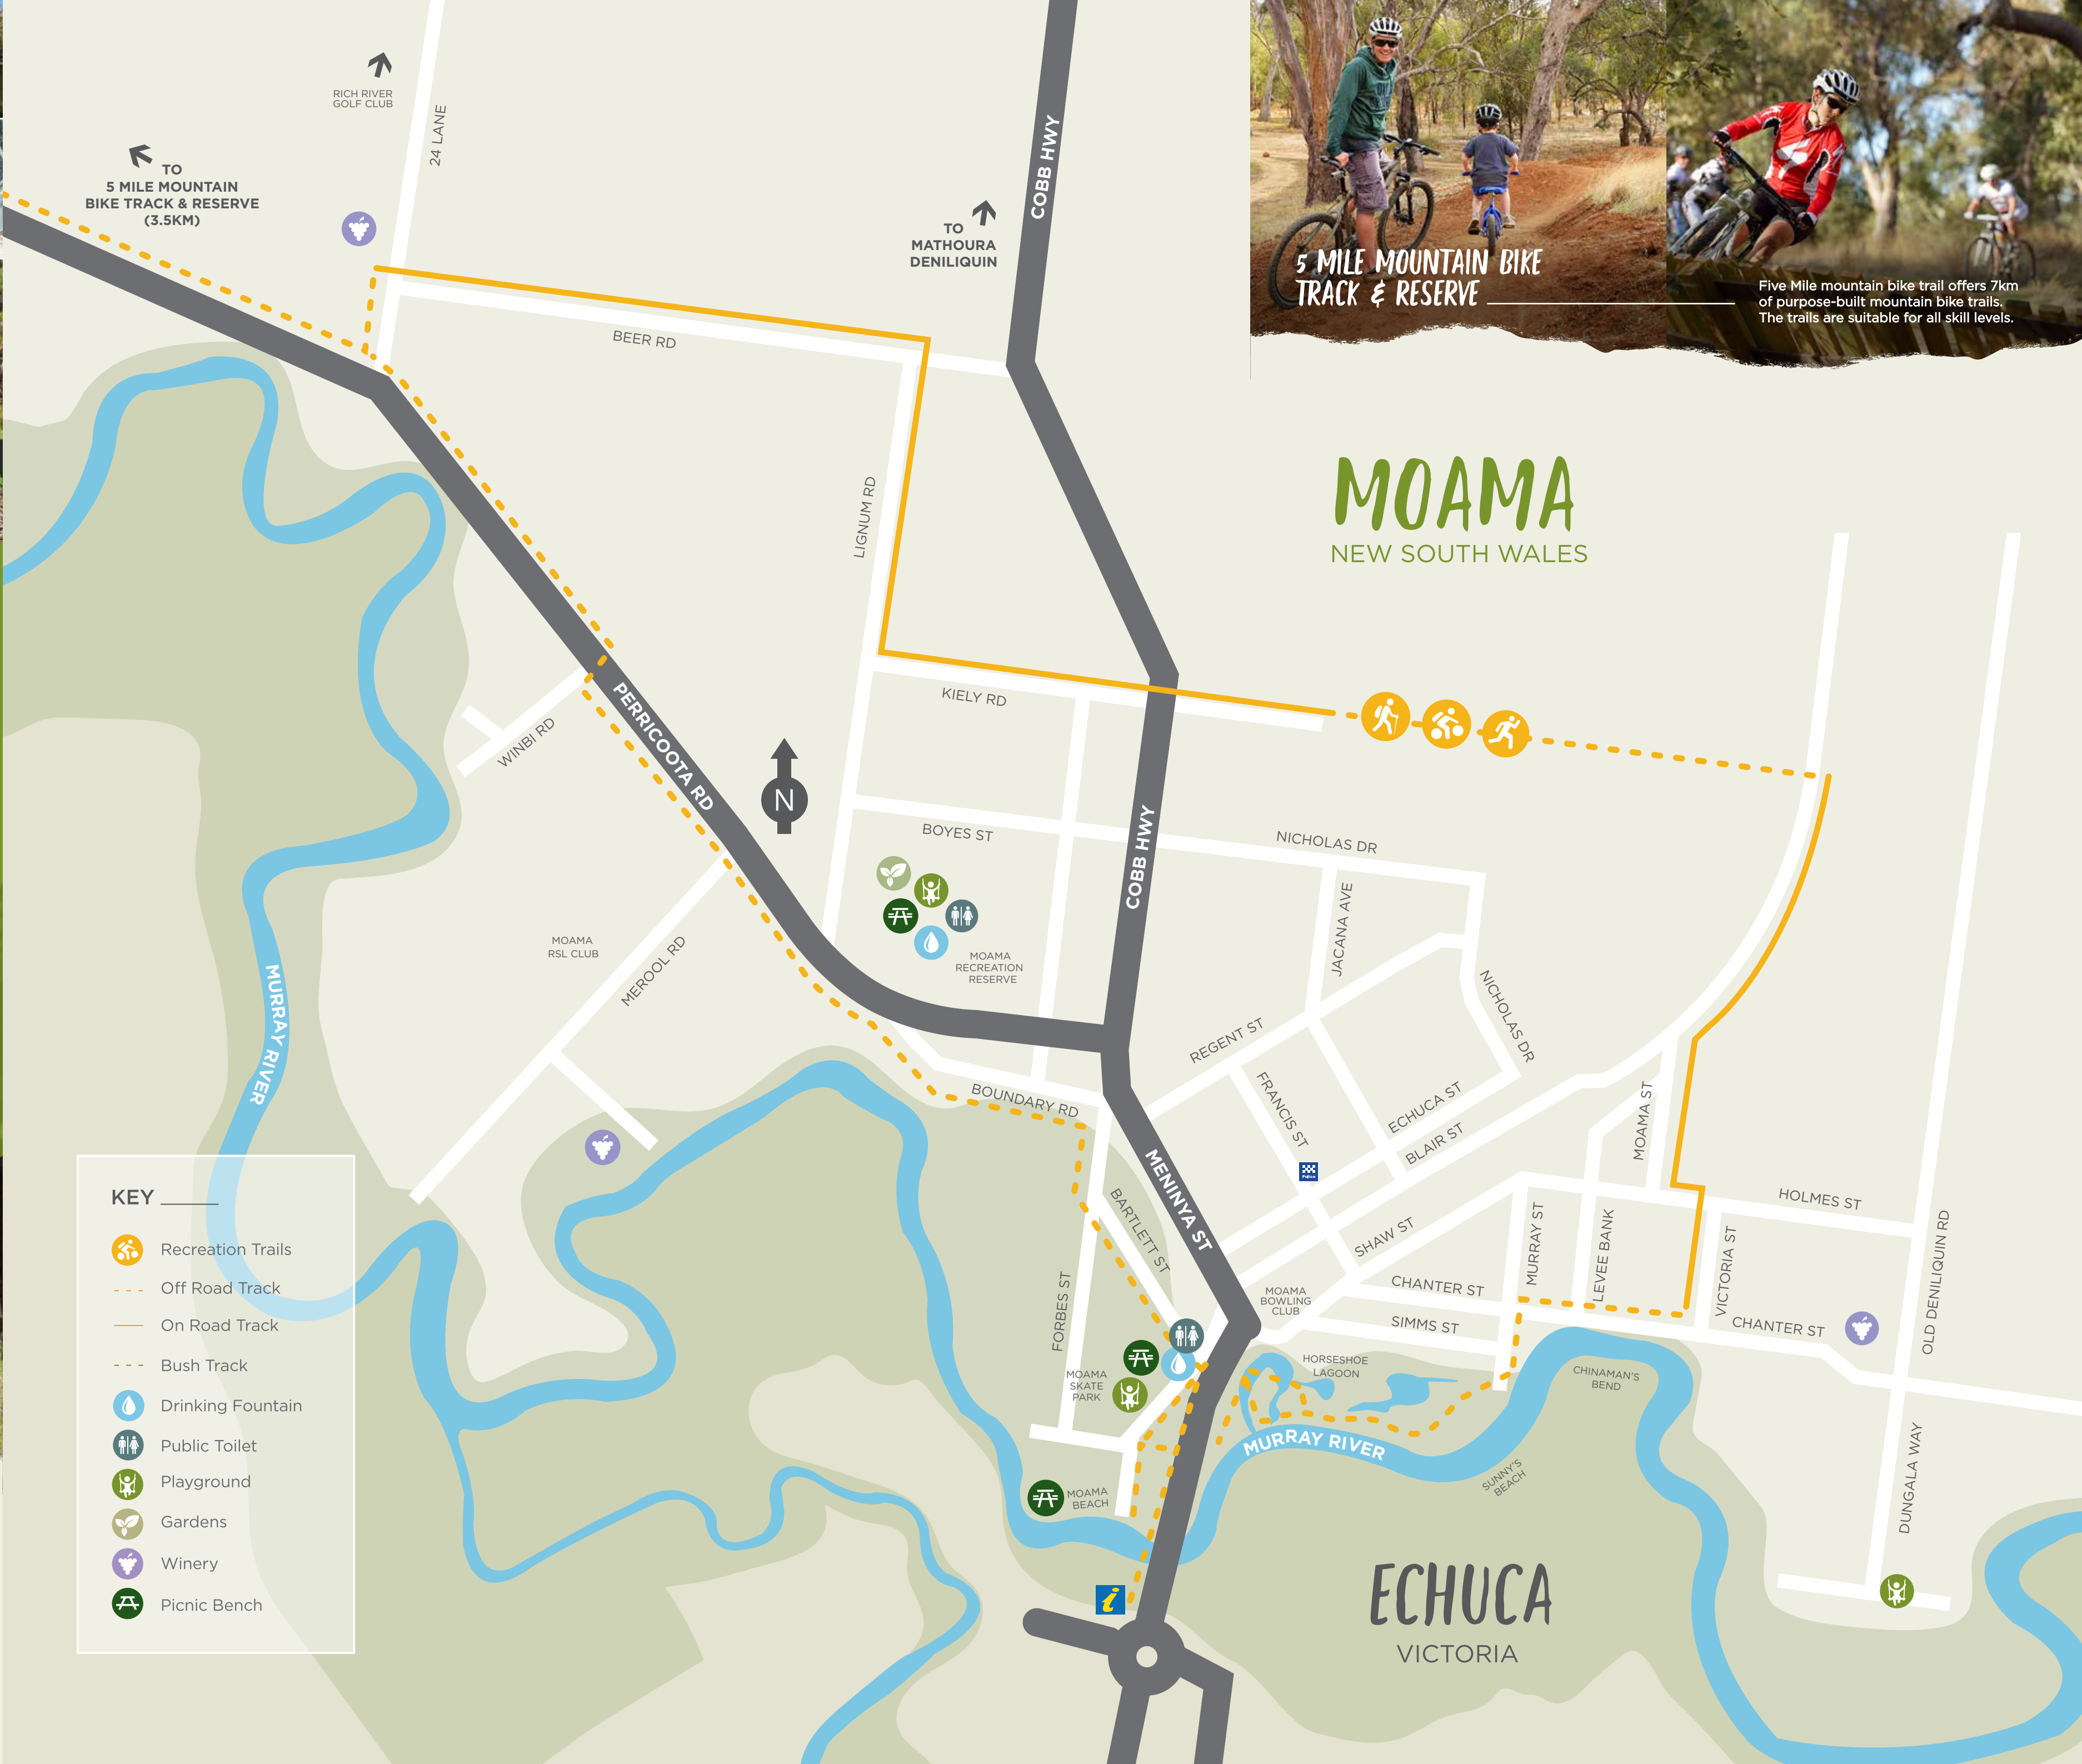 RICH RIVER
GOLF CLUB
24 LANE
TO
5 MILE MOUNTAIN
BIKE TRACK & RESERVE
(3.5KM)
COBB HWY
TO
MATHOURA
DENILIQUIN
5 MILE MOUNTAIN BIKE
TRACK & RESERVE
Five Mile mountain bike trail offers 7km
of purpose-built mountain bike trails.
The trails are suitable for all skill levels.
BEER RD
MOAMA
NEW SOUTH WALES
LIGNUM RD
KIELY RD
WINBI RD
PERRICOOTA RD
N
BOYES ST
COBB HWY
NICHOLAS DR
JACANA AVE
MOAMA
RSL CLUB
MEROOL RD
MOAMA
RECREATION
RESERVE
NICHOLAS DR
MURRAY RIVER
REGENT ST
FRANCIS ST
BOUNDARY RD
ECHUCA ST
BLAIR ST
MOAMA ST
Police
MENINYA ST
BARTLETT ST
HOLMES ST
SHAW ST
MURRAY ST
LEVEE BANK
VICTORIA ST
OLD DENILIQUIN RD
FORBES ST
MOAMA
BOWLING
CLUB
CHANTER ST
SIMMS ST
CHANTER ST
HORSESHOE
LAGOON
CHINAMAN'S
BEND
MOAMA
SKATE
PARK
MURRAY RIVER
SUNNY'S
BEACH
DUNGALA WAY
MOAMA
BEACH
i
ECHUCA
VICTORIA
KEY
Recreation Trails
Off Road Track
On Road Track
Bush Track
Drinking Fountain
Public Toilet
Playground
Gardens
Winery
Picnic Bench